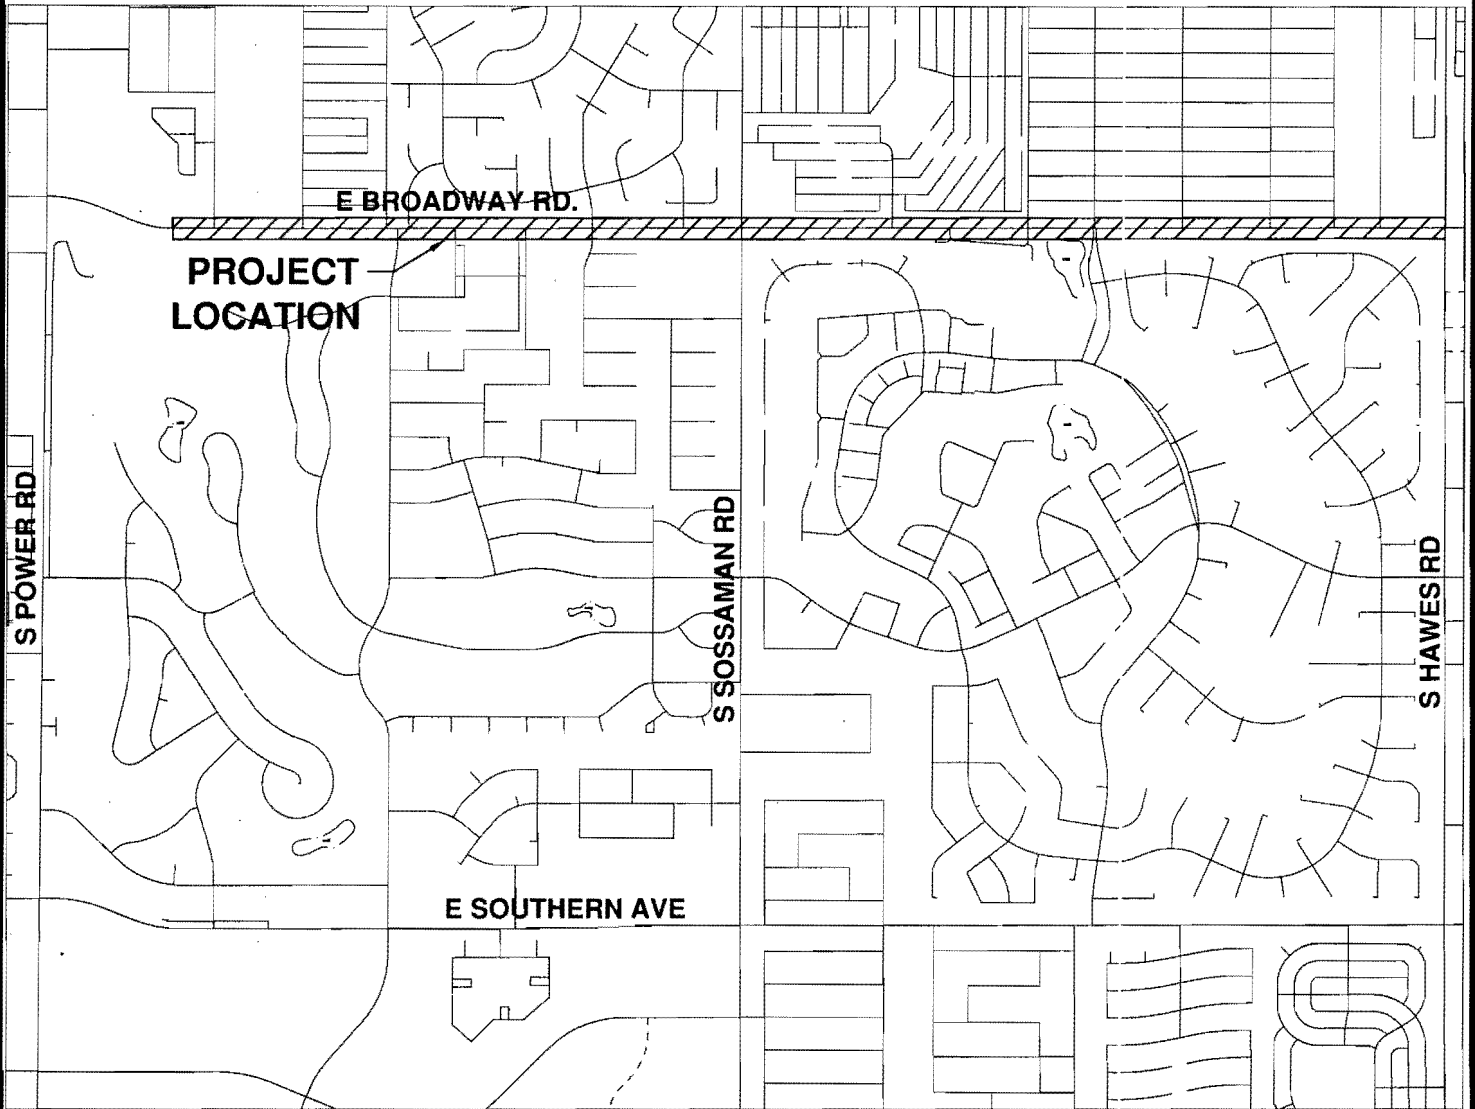 E BROADWAY RD.
PROJECT
LOCATION
S POWER RD
S SOSSAMAN RD
S HAWES RD
E SOUTHERN AVE